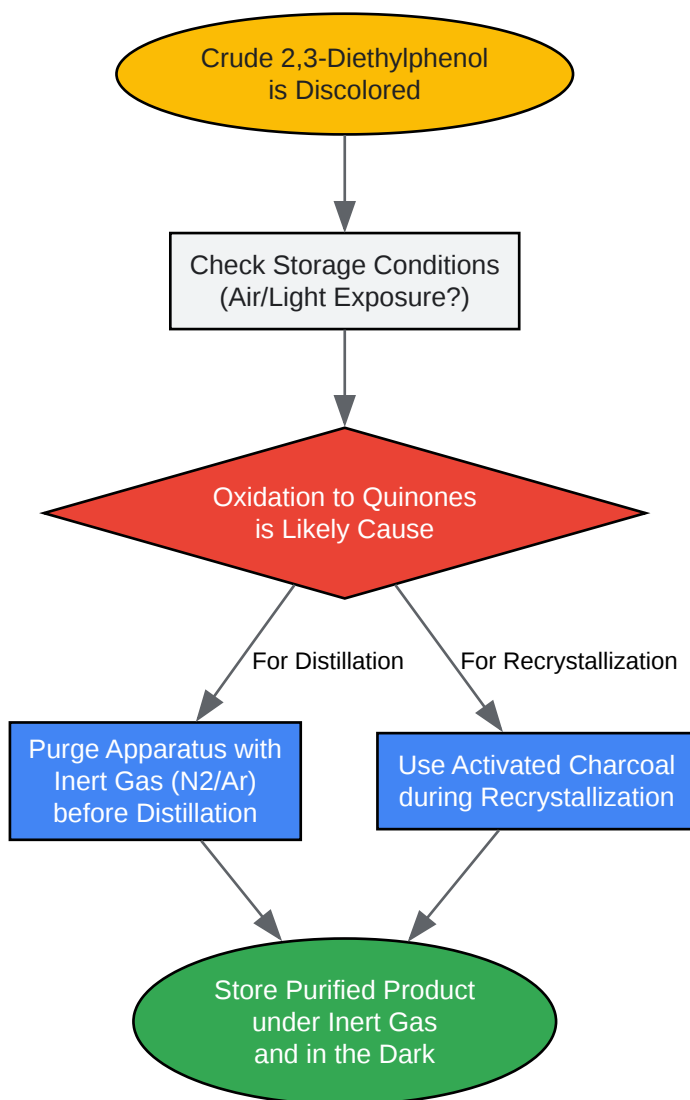 Crude 2,3-Diethylphenol
is Discolored
Check Storage Conditions
(Air/Light Exposure?)
Oxidation to Quinones
is Likely Cause
For Distillation
For Recrystallization
Purge Apparatus with
Inert Gas (N2/Ar)
before Distillation
Use Activated Charcoal
during Recrystallization
Store Purified Product
under Inert Gas
and in the Dark